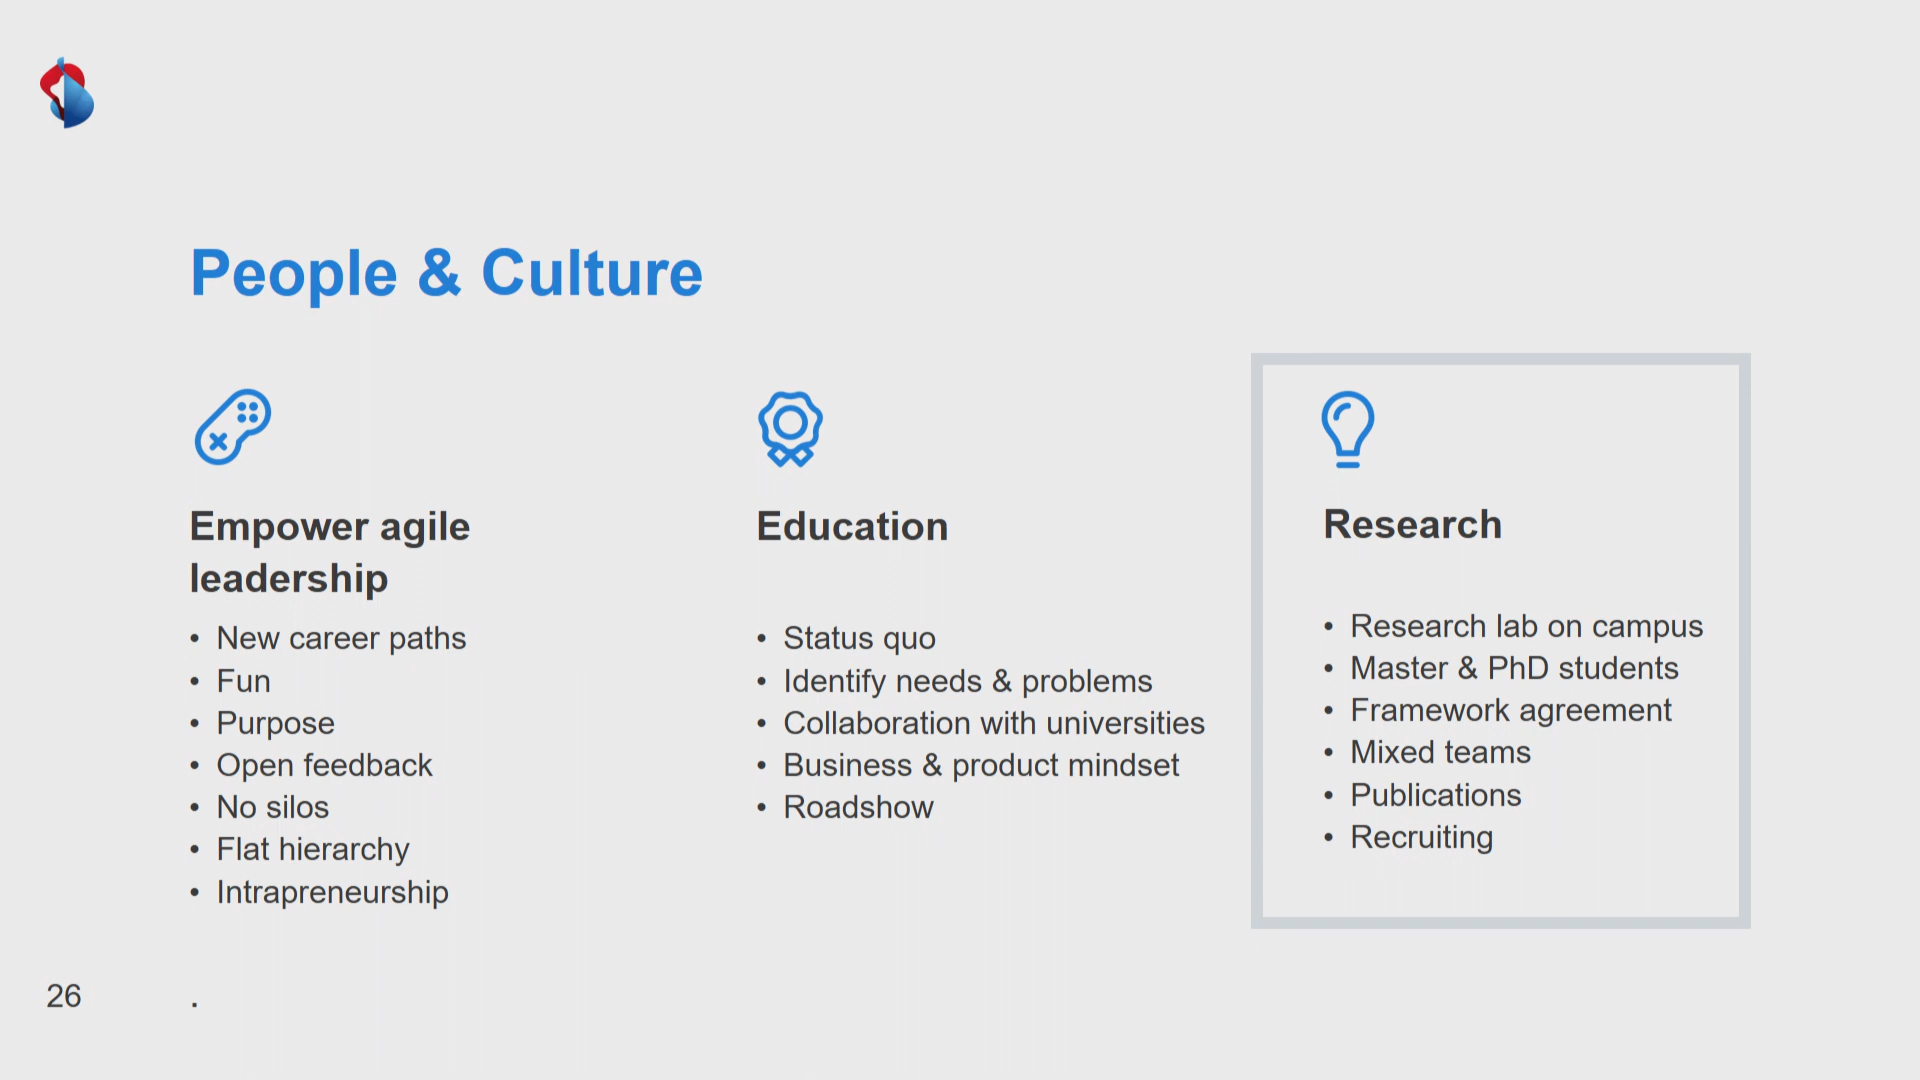 People & Culture
Empower agile
leadership
• New career paths
• Fun
• Purpose
• Open feedback
• No silos
• Flat hierarchy
• Intrapreneurship
Education
• Status quo
• Identify needs & problems
• Collaboration with universities
• Business & product mindset
• Roadshow
Research
• Research lab on campus
• Master & PhD students
• Framework agreement
• Mixed teams
• Publications
• Recruiting
26 .